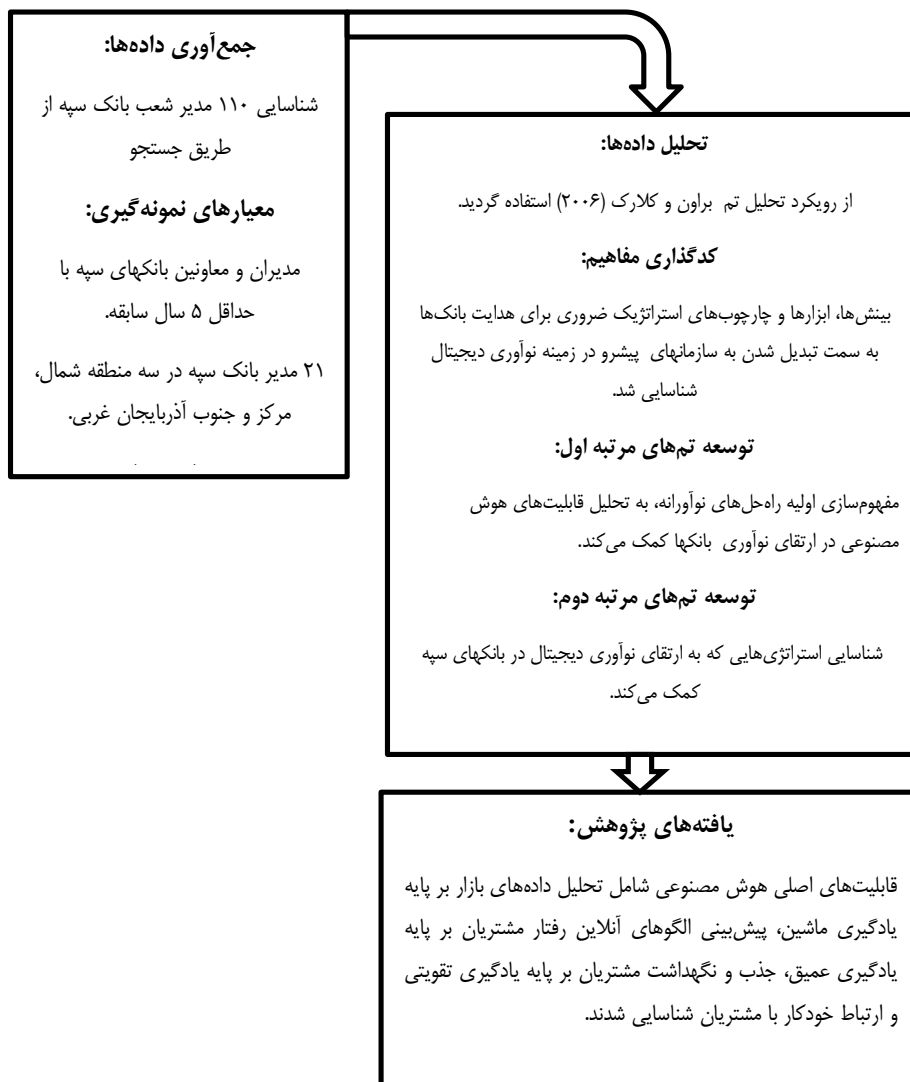 جمع‌آوری داده‌ها:
شناسایی ۱۱۰ مدیر شعب بانک سپه از
طریق جستجو
معیارهای نمونه‌گیری:
مدیران و معاونین بانکهای سپه با
حداقل ۵ سال سابقه.
۲۱ مدیر بانک سپه در سه منطقه شمال،
مرکز و جنوب آذربایجان غربی.
تحلیل داده‌ها:
از رویکرد تحلیل تم براون و کلارک (۲۰۰۶) استفاده گردید.
کدگذاری مفاهیم:
بینش‌ها، ابزارها و چارچوب‌های استراتژیک ضروری برای هدایت بانک‌ها
به سمت تبدیل شدن به سازمانهای پیشرو در زمینه نوآوری دیجیتال
شناسایی شد.
توسعه تم‌های مرتبه اول:
مفهوم‌سازی اولیه راه‌حل‌های نوآورانه، به تحلیل قابلیت‌های هوش
مصنوعی در ارتقای نوآوری بانکها کمک می‌کند.
توسعه تم‌های مرتبه دوم:
شناسایی استراتژی‌هایی که به ارتقای نوآوری دیجیتال در بانکهای سپه
کمک می‌کند.
یافته‌های پژوهش:
قابلیت‌های اصلی هوش مصنوعی شامل تحلیل داده‌های بازار بر پایه
یادگیری ماشین، پیش‌بینی الگوهای آنلاین رفتار مشتریان بر پایه
یادگیری عمیق، جذب و نگهداشت مشتریان بر پایه یادگیری تقویتی
و ارتباط خودکار با مشتریان شناسایی شدند.